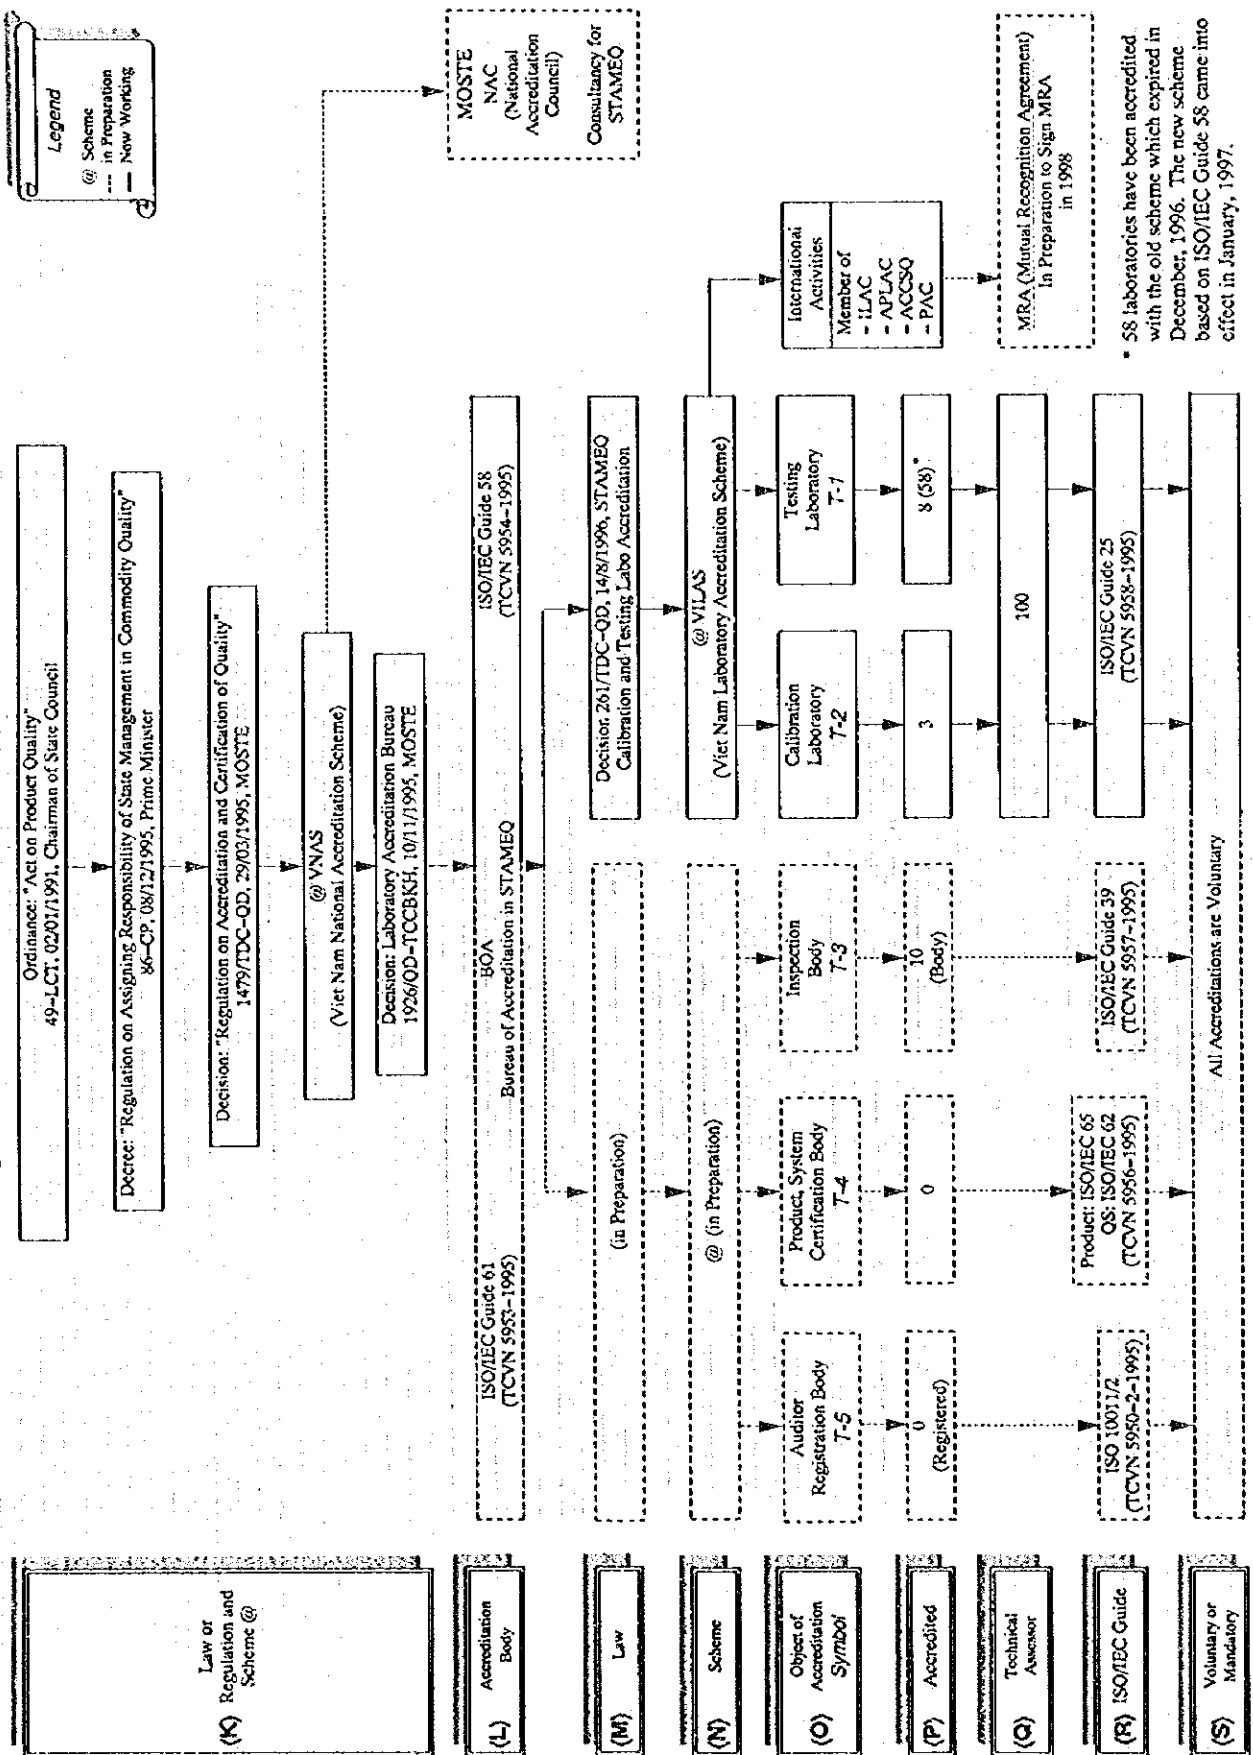 Legend
@ Scheme
in Preparation
Now Working
(K)
Law or
Regulation and
Scheme @
Ordinance: "Act on Product Quality"
49-LCT, 02/01/1991, Chairman of State Council
Decree: "Regulation on Assigning Responsibility of State Management in Commodity Quality"
86-CP, 08/12/1995, Prime Minister
Decision: "Regulation on Accreditation and Certification of Quality"
1479/TDC-QD, 29/03/1995, MOSTE
@ VNAS
(Viet Nam National Accreditation Scheme)
Decision: Laboratory Accreditation Bureau
1926/QD-TCCBKH, 10/11/1995, MOSTE
MOSTE
NAC
(National
Accreditation
Council)
Consultancy for
STAMEQ
(L)
Accreditation
Body
ISO/IEC Guide 61
(TCVN 5953-1995)
BOA
Bureau of Accreditation in STAMEQ
ISO/IEC Guide 58
(TCVN 5954-1995)
(M)
Law
(in Preparation)
Decision, 261/TDC-QD, 14/8/1996, STAMEQ
Calibration and Testing Labo Accreditation
(N)
Scheme
@ (in Preparation)
@ VILAS
(Viet Nam Laboratory Accreditation Scheme)
(O)
Object of
Accreditation
Symbol
Auditor
Registration Body
T-5
Product, System
Certification Body
T-4
Inspection
Body
T-3
Calibration
Laboratory
T-2
Testing
Laboratory
T-1
International
Activities
Member of
- ILAC
- APLAC
- ACCSQ
- PAC
(P)
Accredited
0
(Registered)
0
10
(Body)
3
8 (58)*
(Q)
Technical
Assessor
100
MRA (Mutual Recognition Agreement)
In Preparation to Sign MRA
in 1998
(R)
ISO/IEC Guide
ISO 10011/2
(TCVN 5950-2-1995)
Product: ISO/IEC 65
QS: ISO/IEC 62
(TCVN 5956-1995)
ISO/IEC Guide 39
(TCVN 5957-1995)
ISO/IEC Guide 25
(TCVN 5958-1995)
(S)
Voluntary or
Mandatory
All Accreditations are Voluntary
* 58 laboratories have been accredited
with the old scheme which expired in
December, 1996. The new scheme
based on ISO/IEC Guide 58 came into
effect in January, 1997.